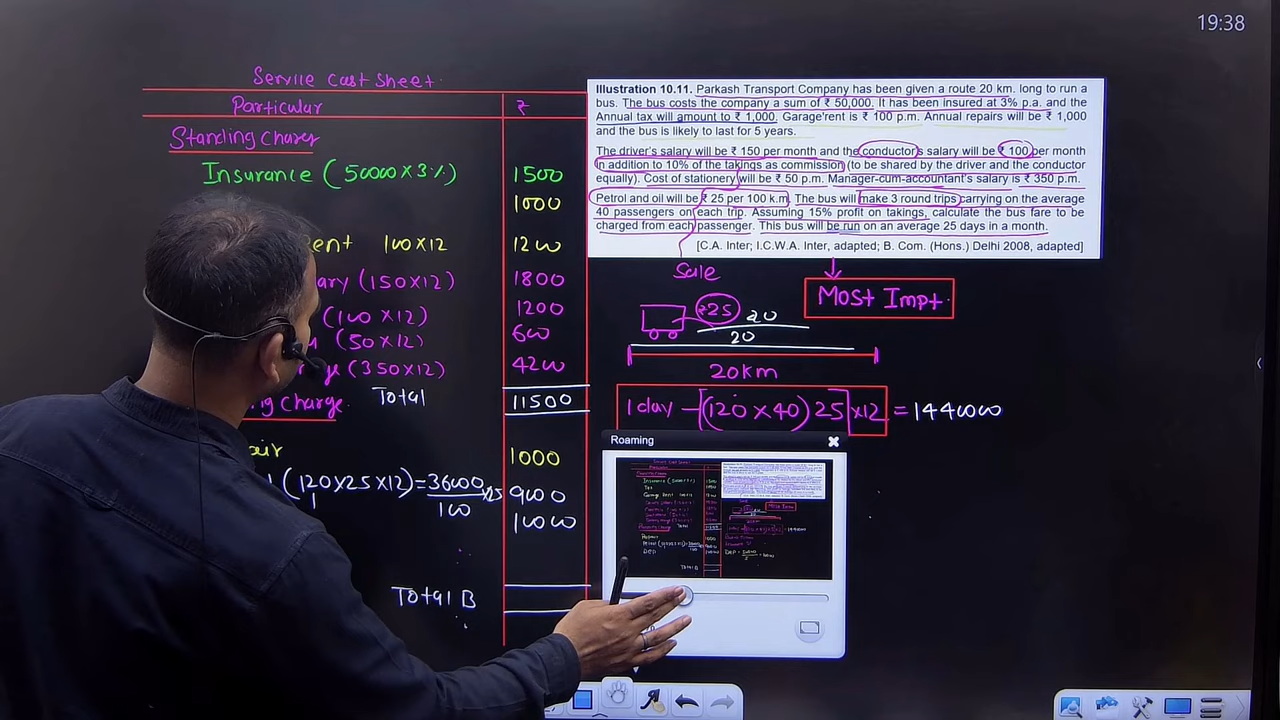 19:38
Service Cost Sheet
Particular ₹
Standing Charge
Insurance (50000×3%) 1500
1000
ent 100×12 1200
ary (150×12) 1800
(100×12) 1200
(50×12) 600
(350×12) 4200
ng Charge Total 11500
air 1000
(120×25×12)=36000/100 ×25 9000
10000
Total B
Illustration 10.11. Parkash Transport Company has been given a route 20 km. long to run a
bus. The bus costs the company a sum of ₹ 50,000. It has been insured at 3% p.a. and the
Annual tax will amount to ₹ 1,000. Garage'rent is ₹ 100 p.m. Annual repairs will be ₹ 1,000
and the bus is likely to last for 5 years.
The driver's salary will be ₹ 150 per month and the conductor's salary will be ₹ 100 per month
in addition to 10% of the takings as commission (to be shared by the driver and the conductor
equally). Cost of stationery will be ₹ 50 p.m. Manager-cum-accountant's salary is ₹ 350 p.m.
Petrol and oil will be ₹ 25 per 100 k.m. The bus will make 3 round trips carrying on the average
40 passengers on each trip. Assuming 15% profit on takings, calculate the bus fare to be
charged from each passenger. This bus will be run on an average 25 days in a month.
[C.A. Inter; I.C.W.A. Inter, adapted; B. Com. (Hons.) Delhi 2008, adapted]
Sale
Most Impt.
₹25 20
20
20km
1 day - [(120 × 40) 25] ×12 = 1440000
Roaming